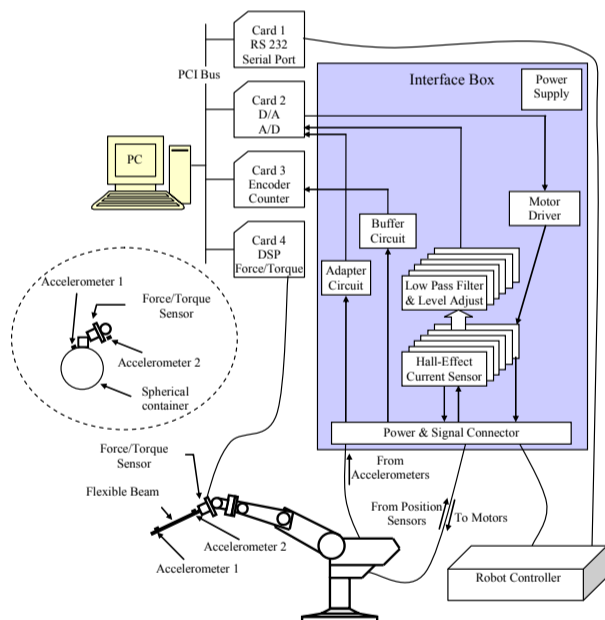 Card 1
RS 232
Serial Port
PCI Bus
Card 2
D/A
A/D
PC
Card 3
Encoder
Counter
Card 4
DSP
Force/Torque
Interface Box
Power
Supply
Motor
Driver
Buffer
Circuit
Adapter
Circuit
Low Pass Filter
& Level Adjust
Hall-Effect
Current Sensor
Power & Signal Connector
Accelerometer 1
Force/Torque
Sensor
Accelerometer 2
Spherical
container
From
Accelerometers
From Position
Sensors
To Motors
Robot Controller
Force/Torque
Sensor
Flexible Beam
Accelerometer 2
Accelerometer 1